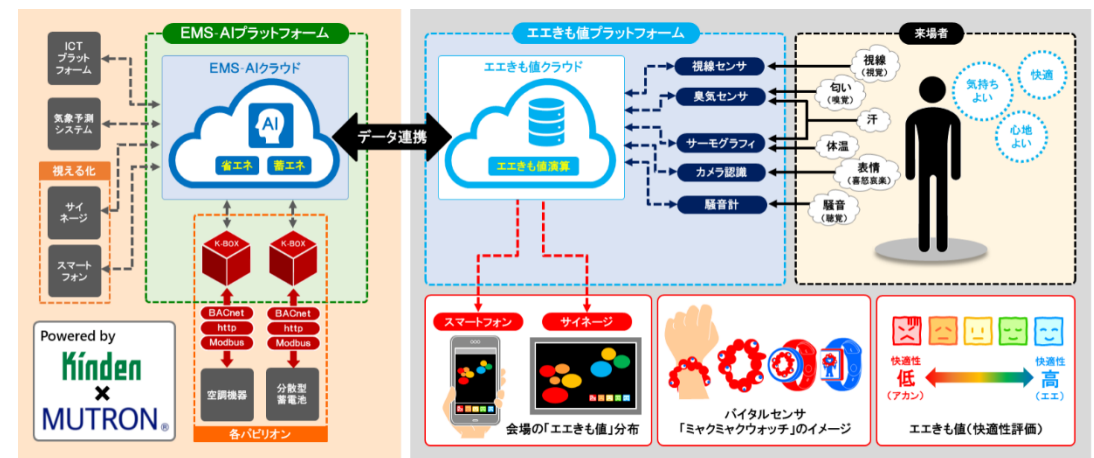 EMS-AIプラットフォーム
ICT
プラット
フォーム
気象予測
システム
視える化
サイ
ネージ
スマート
フォン
EMS-AIクラウド
AI
省エネ
蓄エネ
K-BOX
K-BOX
BACnet
http
Modbus
BACnet
http
Modbus
空調機器
分散型
蓄電池
各パビリオン
Powered by
Kinden
×
MUTRON®
データ連携
エエきも値プラットフォーム
エエきも値クラウド
エエきも値演算
視線センサ
臭気センサ
サーモグラフィ
カメラ認識
騒音計
来場者
視線
(視覚)
匂い
(嗅覚)
汗
体温
表情
(喜怒哀楽)
騒音
(聴覚)
気持ち
よい
快適
心地
よい
スマートフォン
サイネージ
会場の「エエきも値」分布
バイタルセンサ
「ミャクミャクウォッチ」のイメージ
快適性
低
(アカン)
快適性
高
(エエ)
エエきも値(快適性評価)